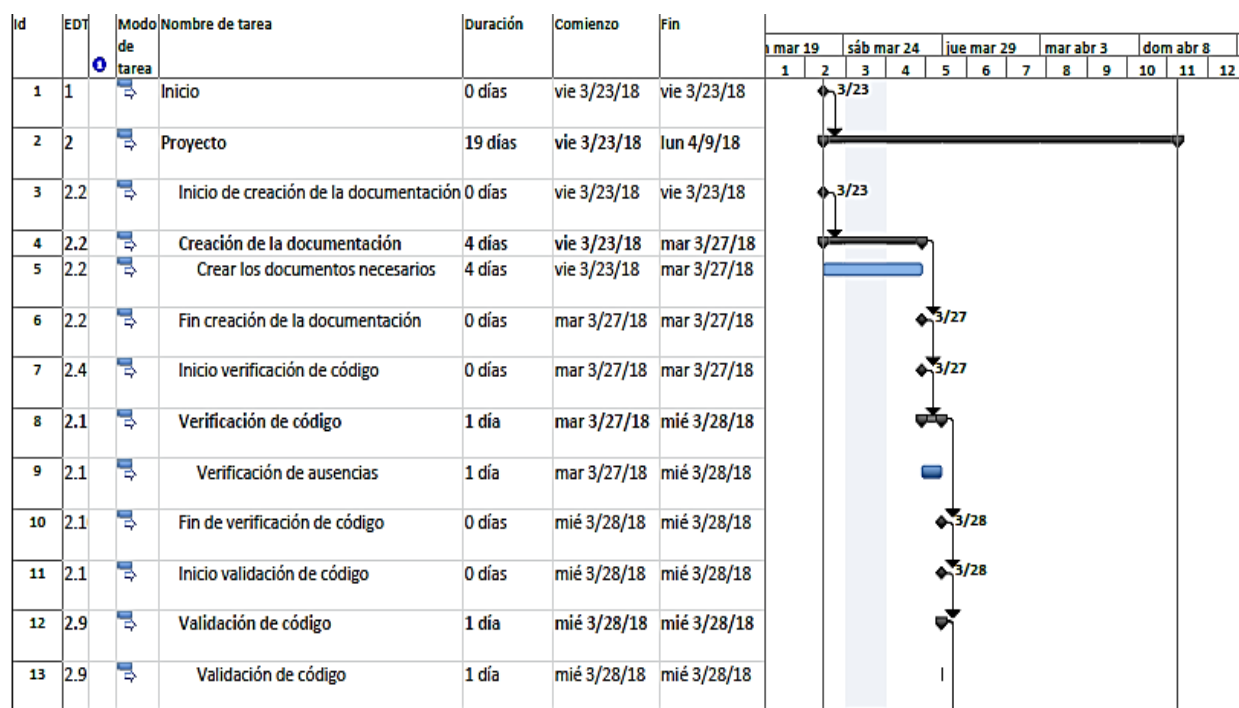 Id EDT Modo de tarea Nombre de tarea Duración Comienzo Fin
mar 19 sáb mar 24 jue mar 29 mar abr 3 dom abr 8
1 2 3 4 5 6 7 8 9 10 11 12
1 1 Inicio 0 días vie 3/23/18 vie 3/23/18 3/23
2 2 Proyecto 19 días vie 3/23/18 lun 4/9/18
3 2.2 Inicio de creación de la documentación 0 días vie 3/23/18 vie 3/23/18 3/23
4 2.2 Creación de la documentación 4 días vie 3/23/18 mar 3/27/18
5 2.2 Crear los documentos necesarios 4 días vie 3/23/18 mar 3/27/18
6 2.2 Fin creación de la documentación 0 días mar 3/27/18 mar 3/27/18 3/27
7 2.4 Inicio verificación de código 0 días mar 3/27/18 mar 3/27/18 3/27
8 2.1 Verificación de código 1 día mar 3/27/18 mié 3/28/18
9 2.1 Verificación de ausencias 1 día mar 3/27/18 mié 3/28/18
10 2.1 Fin de verificación de código 0 días mié 3/28/18 mié 3/28/18 3/28
11 2.1 Inicio validación de código 0 días mié 3/28/18 mié 3/28/18 3/28
12 2.9 Validación de código 1 día mié 3/28/18 mié 3/28/18
13 2.9 Validación de código 1 día mié 3/28/18 mié 3/28/18